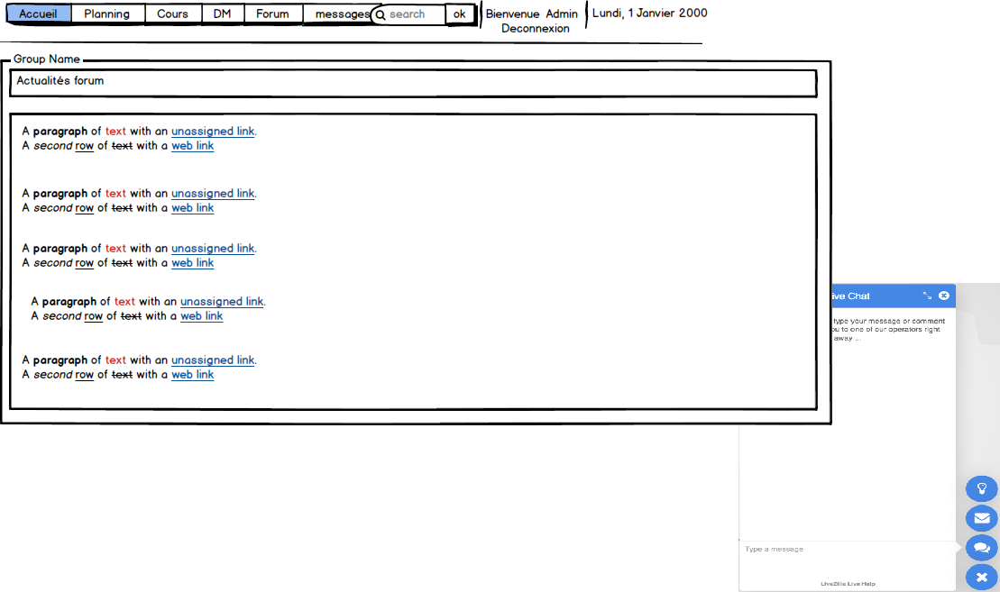 Accueil Planning Cours DM Forum messages search ok Bienvenue Admin Lundi, 1 Janvier 2000
Deconnexion
Group Name
Actualités forum
A paragraph of text with an unassigned link.
A second row of text with a web link
A paragraph of text with an unassigned link.
A second row of text with a web link
A paragraph of text with an unassigned link.
A second row of text with a web link
A paragraph of text with an unassigned link.
A second row of text with a web link
A paragraph of text with an unassigned link.
A second row of text with a web link
ive Chat
type your message or comment
ou to one of our operators right
away ...
Type a message
LiveZilla Live Help